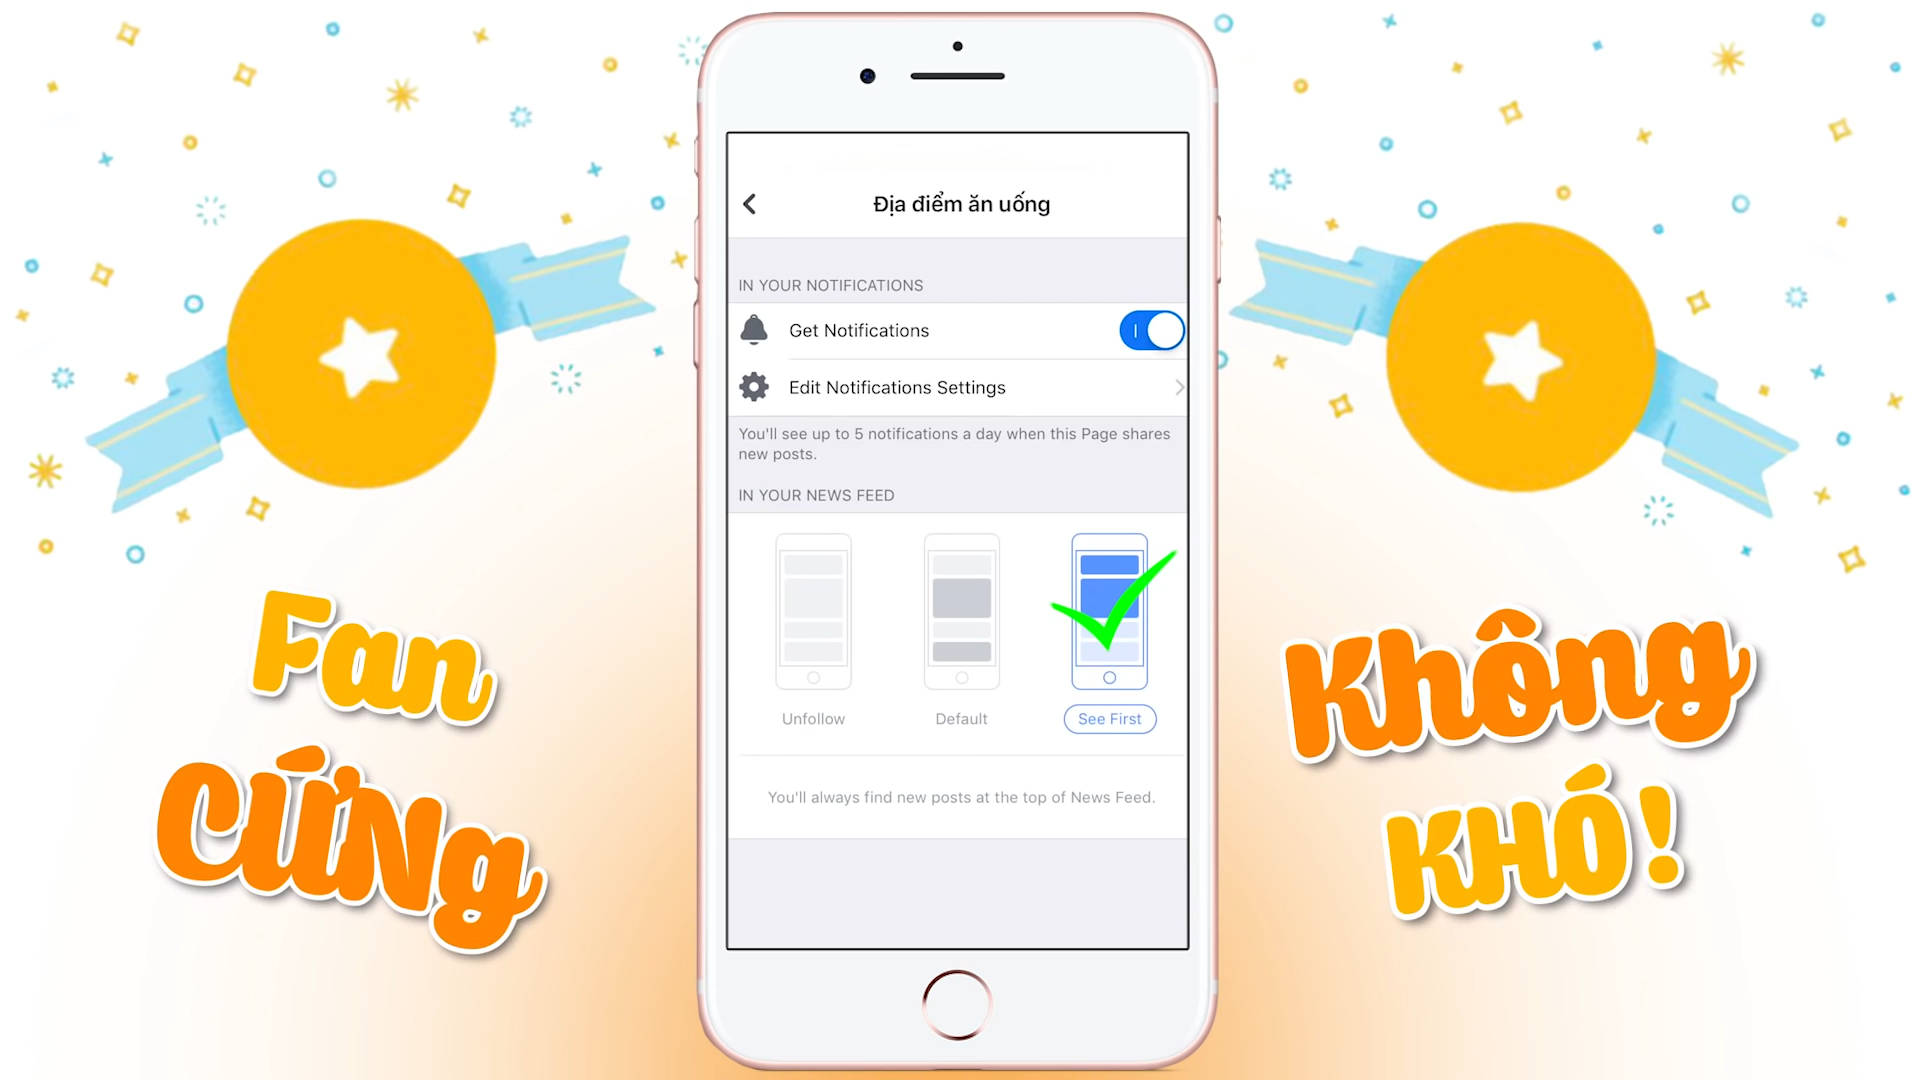 Địa điểm ăn uống
IN YOUR NOTIFICATIONS
Get Notifications
Edit Notifications Settings
You'll see up to 5 notifications a day when this Page shares
new posts.
IN YOUR NEWS FEED
Unfollow
Default
See First
You'll always find new posts at the top of News Feed.
Fan
CỨNg
Không
KHÓ!